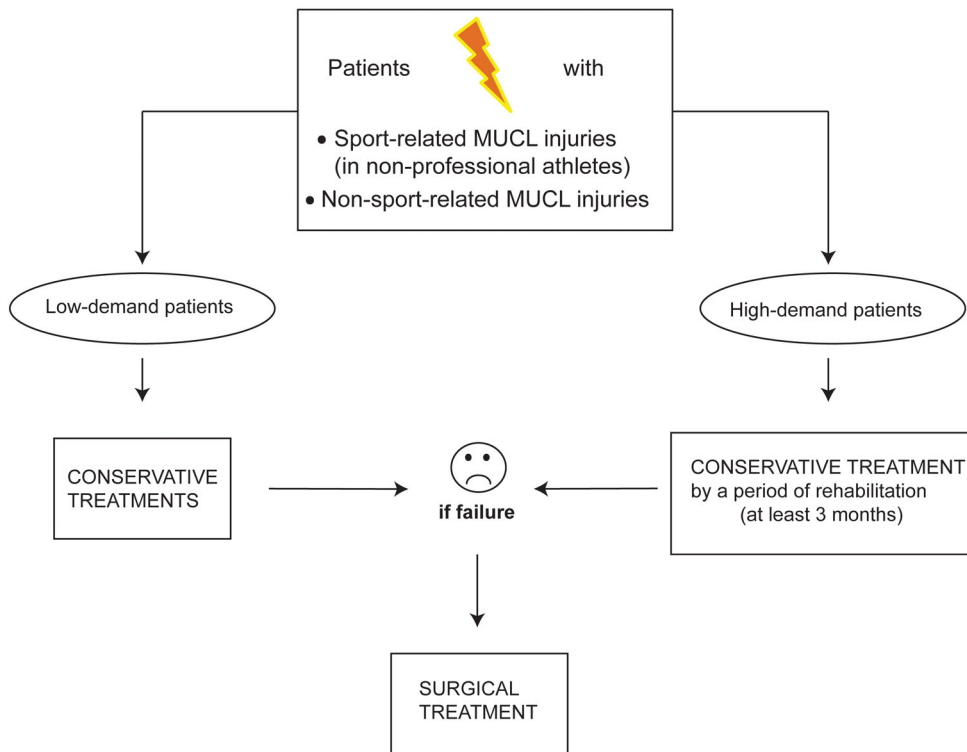 Patients with
• Sport-related MUCL injuries
(in non-professional athletes)
• Non-sport-related MUCL injuries
Low-demand patients
High-demand patients
CONSERVATIVE
TREATMENTS
if failure
CONSERVATIVE TREATMENT
by a period of rehabilitation
(at least 3 months)
SURGICAL
TREATMENT